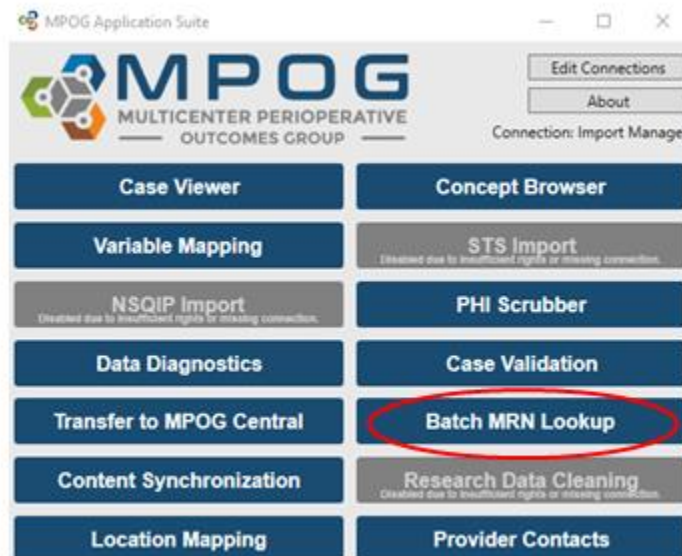 MPOG Application Suite
MPOG
MULTICENTER PERIOPERATIVE
OUTCOMES GROUP
Edit Connections
About
Connection: Import Manage
Case Viewer
Concept Browser
Variable Mapping
STS Import
Disabled due to insufficient rights or missing connection.
NSQIP Import
Disabled due to insufficient rights or missing connection.
PHI Scrubber
Data Diagnostics
Case Validation
Transfer to MPOG Central
Batch MRN Lookup
Content Synchronization
Research Data Cleaning
Disabled due to insufficient rights or missing connection.
Location Mapping
Provider Contacts